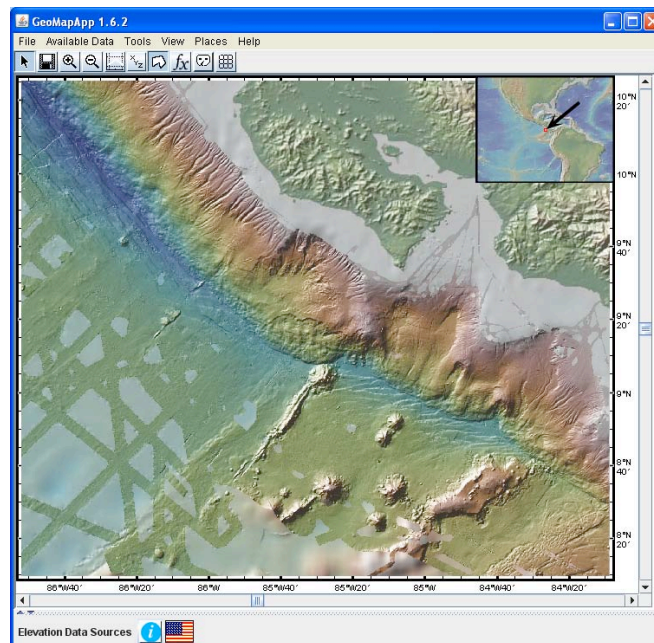 GeoMapApp 1.6.2
File Available Data Tools View Places Help
X Y Z fx
10°N
20'
10°N
9°N
40'
9°N
20'
9°N
8°N
40'
8°N
20'
86°W40' 86°W20' 86°W 85°W40' 85°W20' 85°W 84°W40' 84°W20'
Elevation Data Sources i